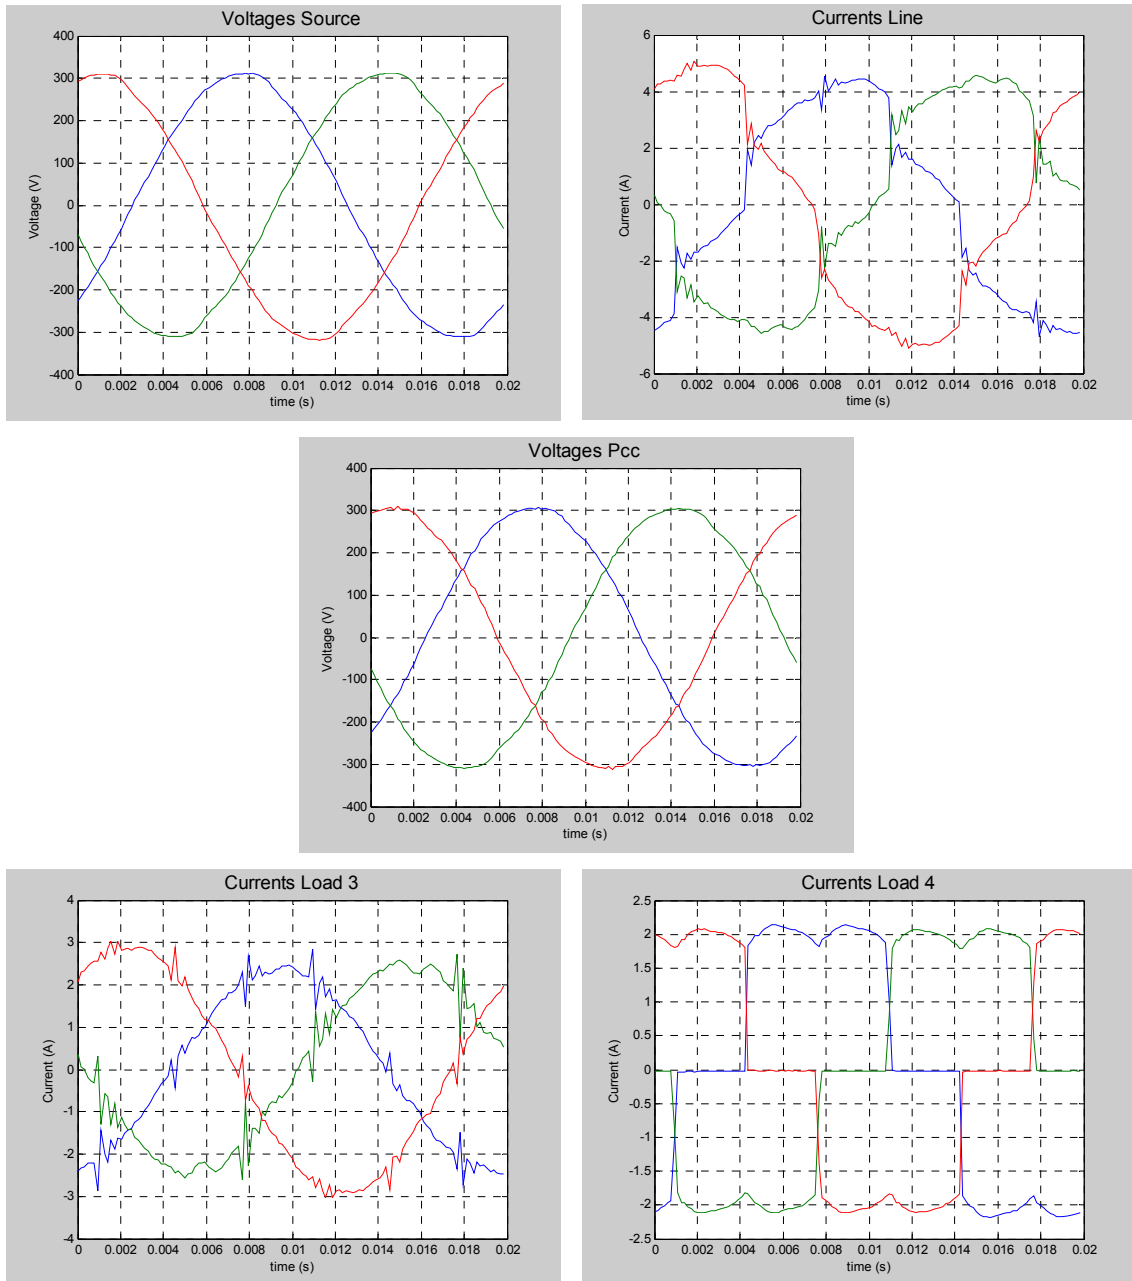 Voltages Source
400
300
200
100
0
-100
-200
-300
-400
Voltage (V)
0 0.002 0.004 0.006 0.008 0.01 0.012 0.014 0.016 0.018 0.02
time (s)
Currents Line
6
4
2
0
-2
-4
-6
Current (A)
0 0.002 0.004 0.006 0.008 0.01 0.012 0.014 0.016 0.018 0.02
time (s)
Voltages Pcc
400
300
200
100
0
-100
-200
-300
-400
Voltage (V)
0 0.002 0.004 0.006 0.008 0.01 0.012 0.014 0.016 0.018 0.02
time (s)
Currents Load 3
4
3
2
1
0
-1
-2
-3
-4
Current (A)
0 0.002 0.004 0.006 0.008 0.01 0.012 0.014 0.016 0.018 0.02
time (s)
Currents Load 4
2.5
2
1.5
1
0.5
0
-0.5
-1
-1.5
-2
-2.5
Current (A)
0 0.002 0.004 0.006 0.008 0.01 0.012 0.014 0.016 0.018 0.02
time (s)